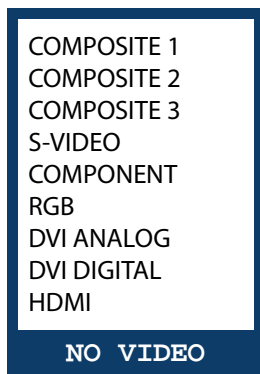 COMPOSITE 1
COMPOSITE 2
COMPOSITE 3
S-VIDEO
COMPONENT
RGB
DVI ANALOG
DVI DIGITAL
HDMI
NO VIDEO